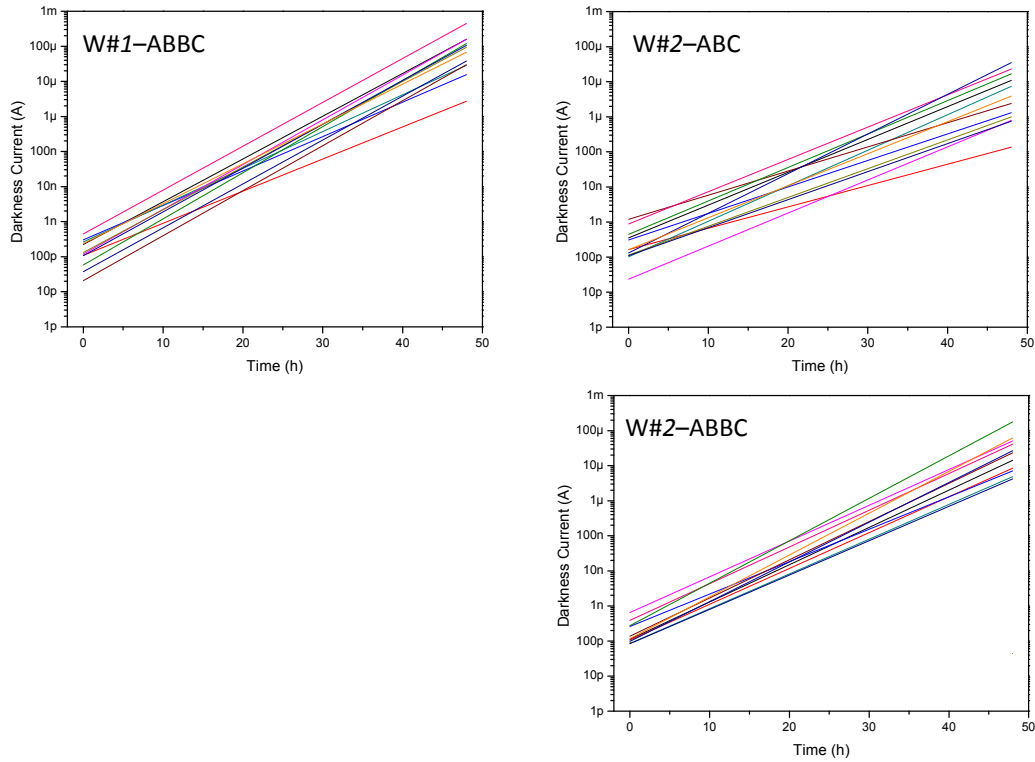 W#1–ABBC
Darkness Current (A)
1m
100µ
10µ
1µ
100n
10n
1n
100p
10p
1p
0 10 20 30 40 50
Time (h)
W#2–ABC
Darkness Current (A)
1m
100µ
10µ
1µ
100n
10n
1n
100p
10p
1p
0 10 20 30 40 50
Time (h)
W#2–ABBC
Darkness Current (A)
1m
100µ
10µ
1µ
100n
10n
1n
100p
10p
1p
0 10 20 30 40 50
Time (h)